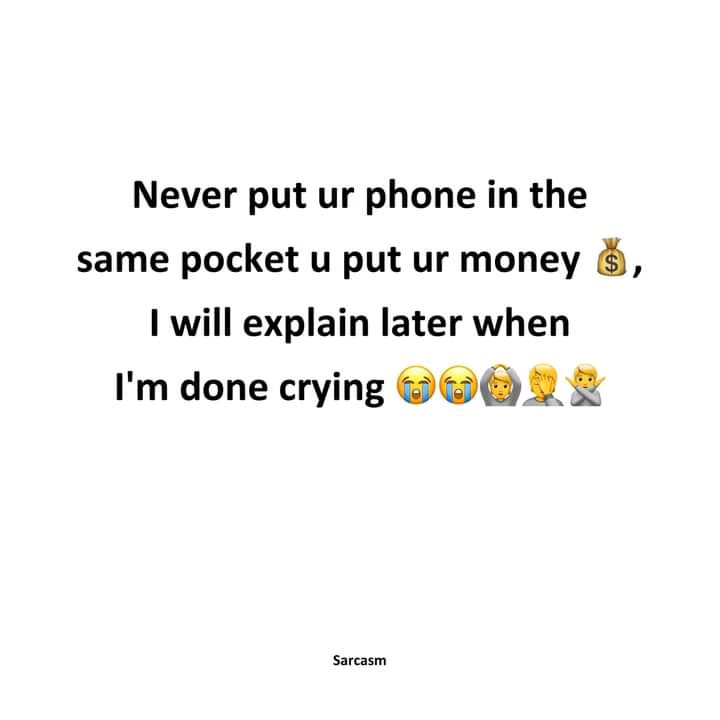 Never put ur phone in the
same pocket u put ur money 💰,
I will explain later when
I'm done crying 😭😭🙆🤦🙅
Sarcasm